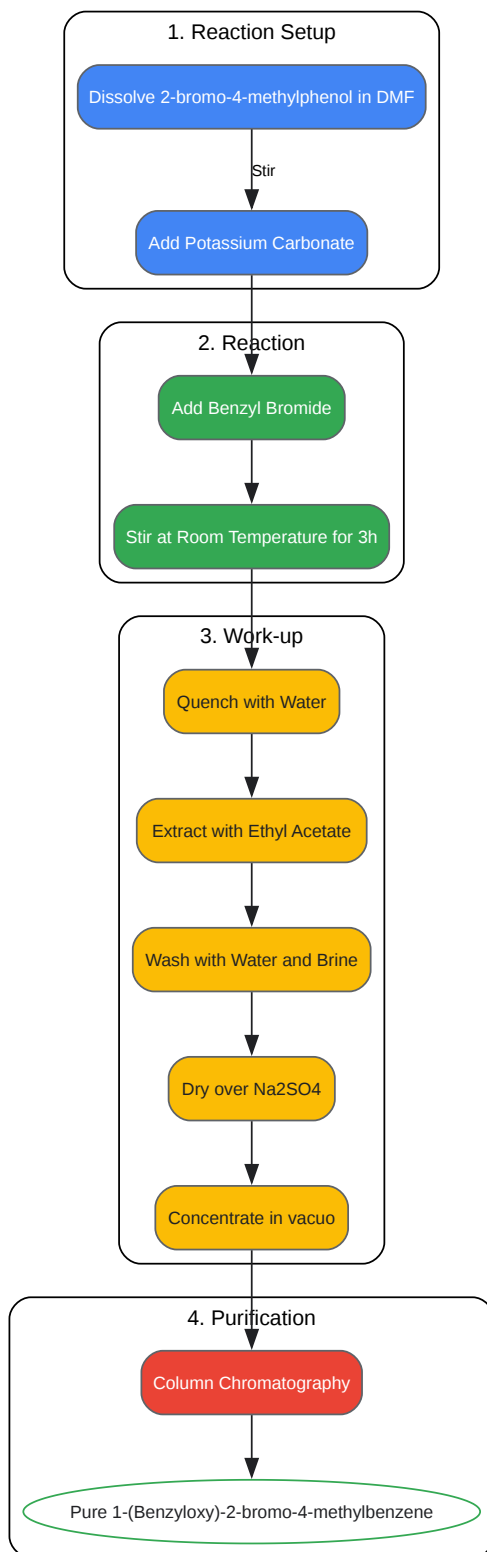 1. Reaction Setup
Dissolve 2-bromo-4-methylphenol in DMF
Stir
Add Potassium Carbonate
2. Reaction
Add Benzyl Bromide
Stir at Room Temperature for 3h
3. Work-up
Quench with Water
Extract with Ethyl Acetate
Wash with Water and Brine
Dry over Na2SO4
Concentrate in vacuo
4. Purification
Column Chromatography
Pure 1-(Benzyloxy)-2-bromo-4-methylbenzene